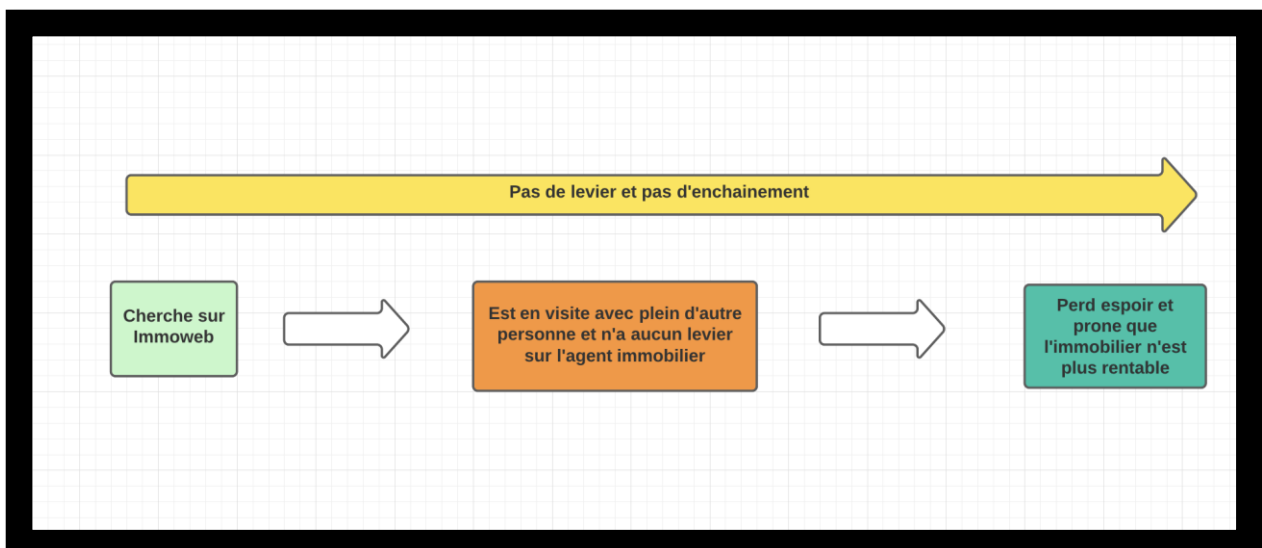 Pas de levier et pas d'enchainement
Cherche sur
Immoweb
Est en visite avec plein d'autre
personne et n'a aucun levier
sur l'agent immobilier
Perd espoir et
prone que
l'immobilier n'est
plus rentable